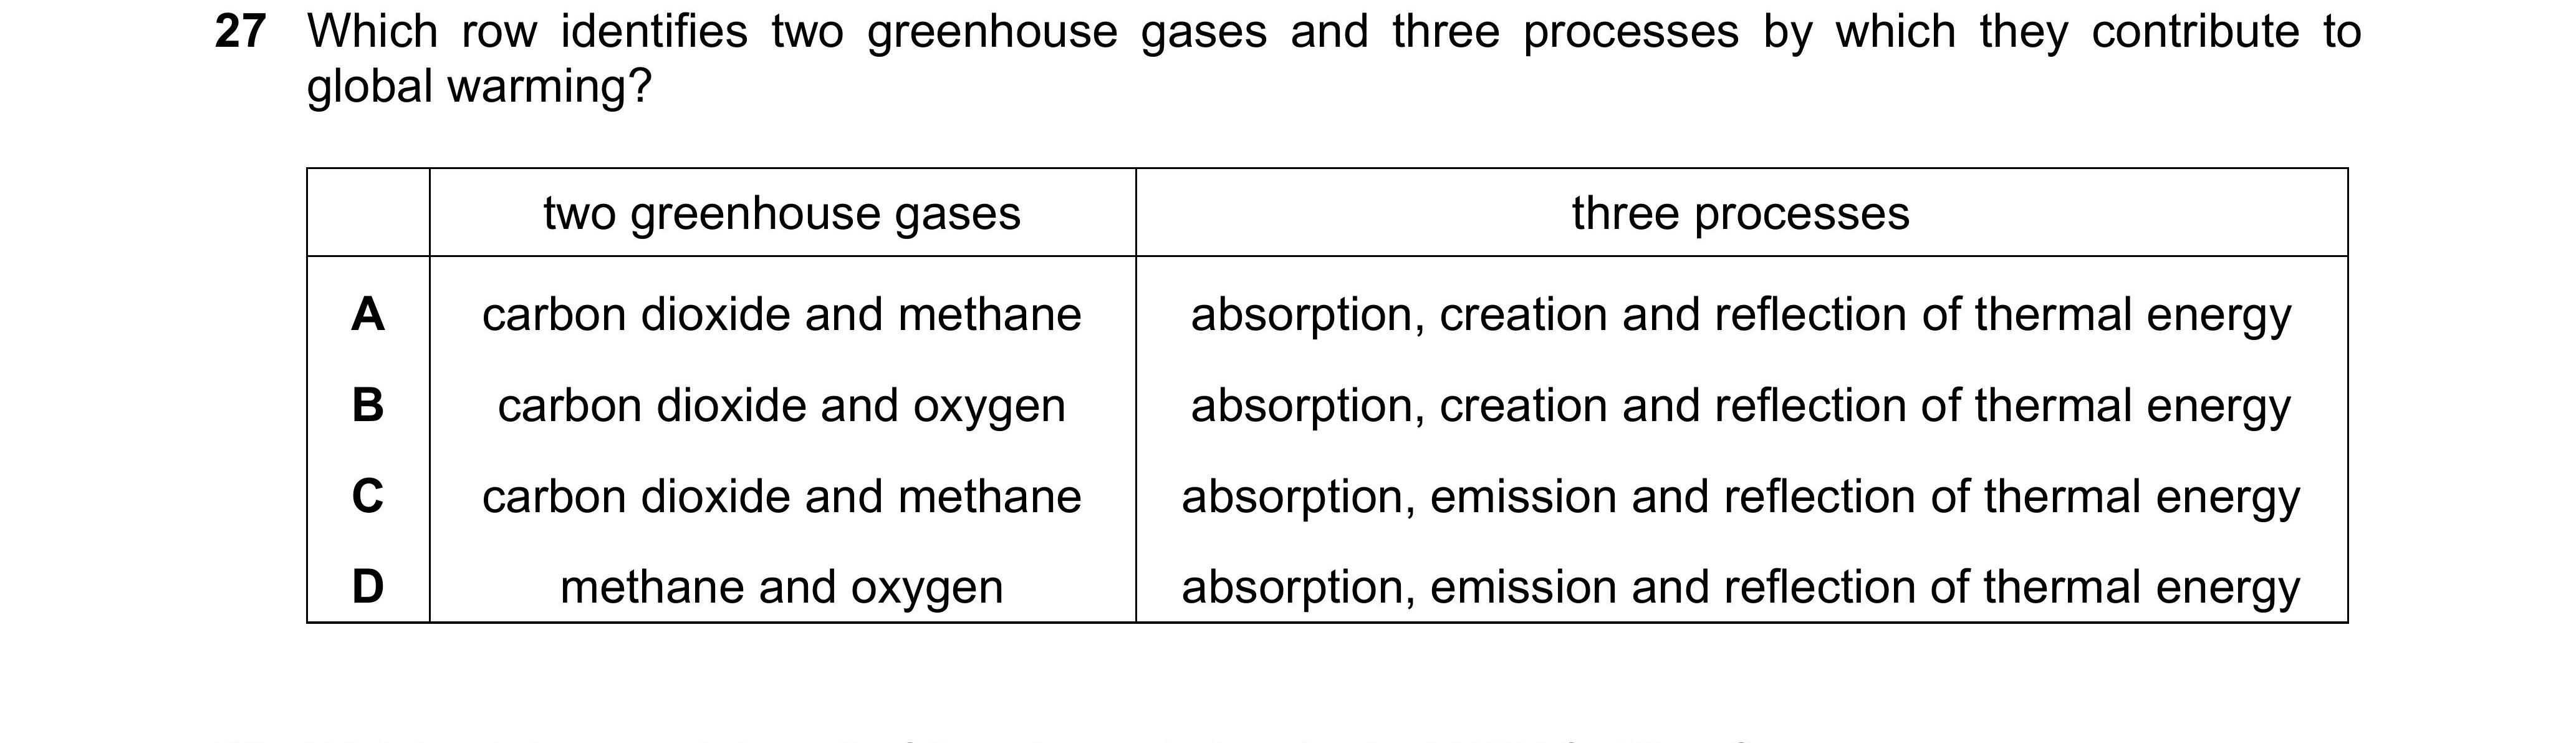 27 Which row identifies two greenhouse gases and three processes by which they contribute to
global warming?
two greenhouse gases three processes
A carbon dioxide and methane absorption, creation and reflection of thermal energy
B carbon dioxide and oxygen absorption, creation and reflection of thermal energy
C carbon dioxide and methane absorption, emission and reflection of thermal energy
D methane and oxygen absorption, emission and reflection of thermal energy